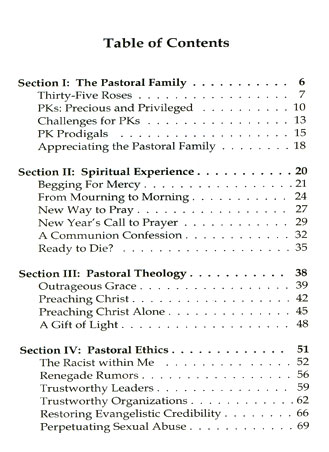 Table of Contents
Section I: The Pastoral Family . . . . . . . . . . . 6
Thirty-Five Roses . . . . . . . . . . . . . . . . . 7
PKs: Precious and Privileged . . . . . . . . . . 10
Challenges for PKs . . . . . . . . . . . . . . . . 13
PK Prodigals . . . . . . . . . . . . . . . . . . . 15
Appreciating the Pastoral Family . . . . . . . 18
Section II: Spiritual Experience . . . . . . . . . . 20
Begging For Mercy . . . . . . . . . . . . . . . . 21
From Mourning to Morning . . . . . . . . . . . 24
New Way to Pray . . . . . . . . . . . . . . . . . 27
New Year's Call to Prayer . . . . . . . . . . . . 29
A Communion Confession . . . . . . . . . . . . 32
Ready to Die? . . . . . . . . . . . . . . . . . . . 35
Section III: Pastoral Theology . . . . . . . . . . . 38
Outrageous Grace . . . . . . . . . . . . . . . . . 39
Preaching Christ . . . . . . . . . . . . . . . . . 42
Preaching Christ Alone . . . . . . . . . . . . . . 45
A Gift of Light . . . . . . . . . . . . . . . . . . 48
Section IV: Pastoral Ethics . . . . . . . . . . . . . 51
The Racist within Me . . . . . . . . . . . . . . 52
Renegade Rumors . . . . . . . . . . . . . . . . . 56
Trustworthy Leaders . . . . . . . . . . . . . . . 59
Trustworthy Organizations . . . . . . . . . . . 62
Restoring Evangelistic Credibility . . . . . . . 66
Perpetuating Sexual Abuse . . . . . . . . . . . 69